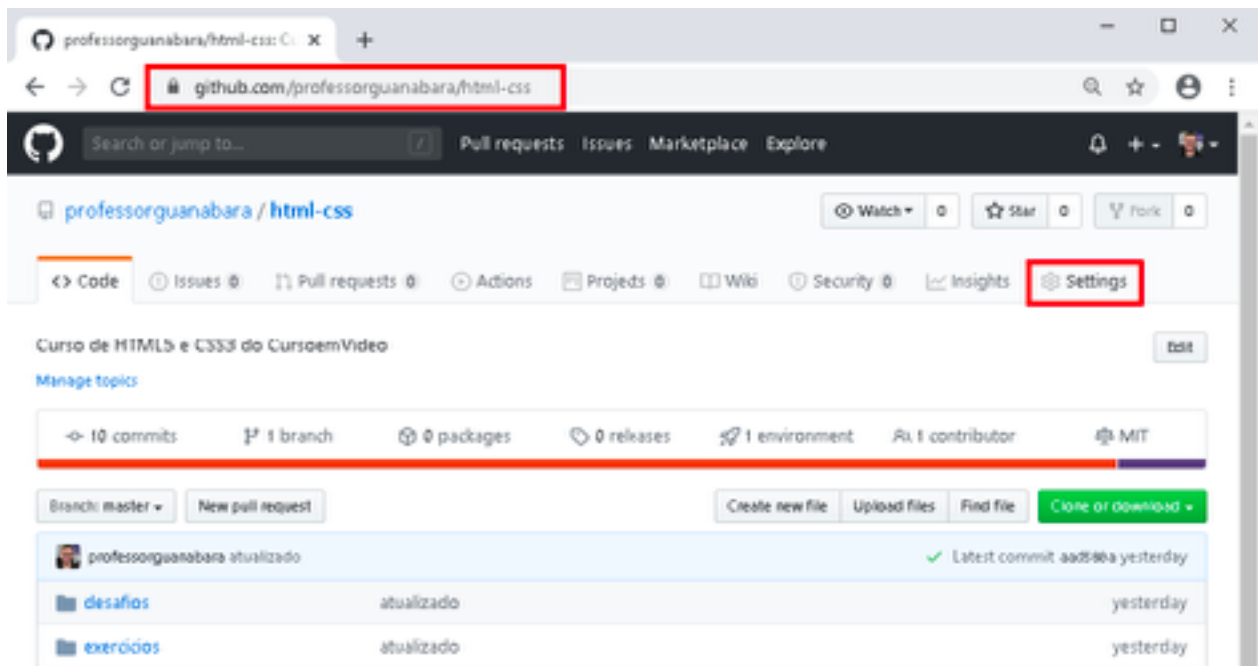 professorguanabara/html-css: C
github.com/professorguanabara/html-css
Search or jump to... / Pull requests Issues Marketplace Explore
professorguanabara / html-css Watch 0 Star 0 Fork 0
<> Code Issues 0 Pull requests 0 Actions Projects 0 Wiki Security 0 Insights Settings
Curso de HTML5 e CSS3 do CursoemVideo Edit
Manage topics
10 commits 1 branch 0 packages 0 releases 1 environment 1 contributor MIT
Branch: master New pull request Create new file Upload files Find file Clone or download
professorguanabara atualizado Latest commit yesterday
desafios atualizado yesterday
exercicios atualizado yesterday